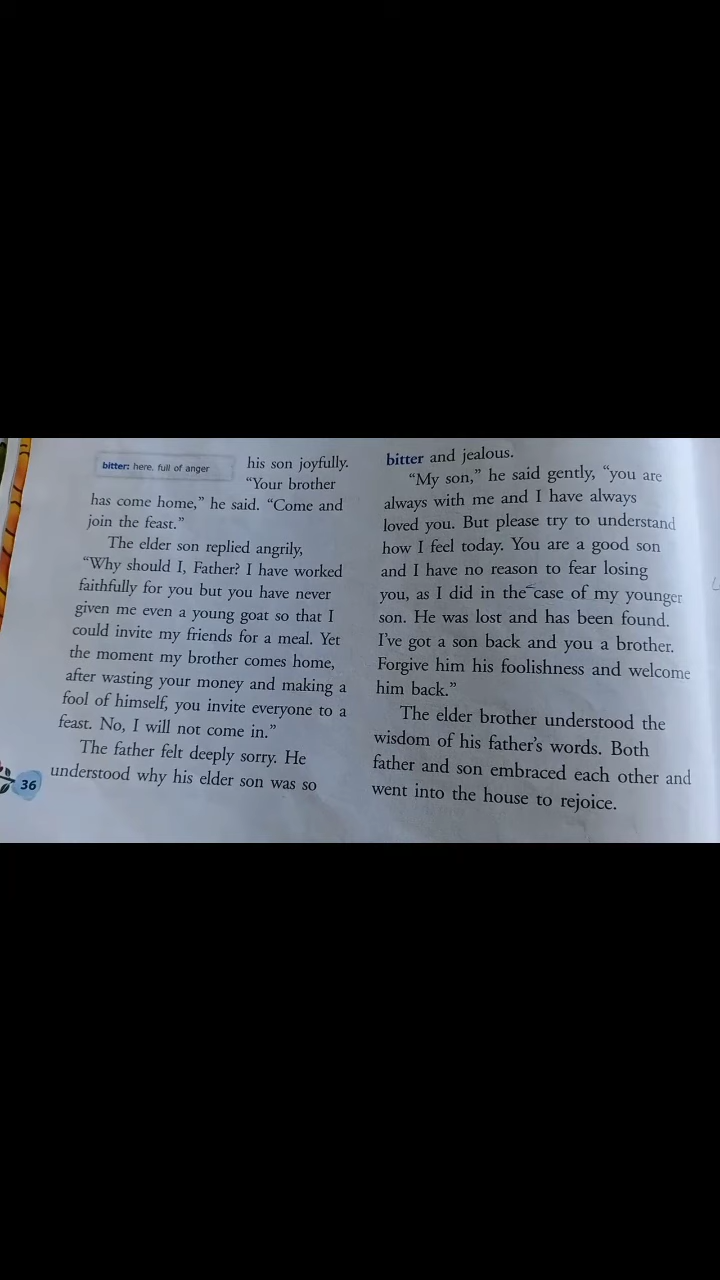 bitter: here, full of anger
his son joyfully.
"Your brother
has come home," he said. "Come and
join the feast."
The elder son replied angrily,
"Why should I, Father? I have worked
faithfully for you but you have never
given me even a young goat so that I
could invite my friends for a meal. Yet
the moment my brother comes home,
after wasting your money and making a
fool of himself, you invite everyone to a
feast. No, I will not come in."
The father felt deeply sorry. He
understood why his elder son was so
36
bitter and jealous.
"My son," he said gently, "you are
always with me and I have always
loved you. But please try to understand
how I feel today. You are a good son
and I have no reason to fear losing
you, as I did in the case of my younger
son. He was lost and has been found.
I've got a son back and you a brother.
Forgive him his foolishness and welcome
him back."
The elder brother understood the
wisdom of his father's words. Both
father and son embraced each other and
went into the house to rejoice.